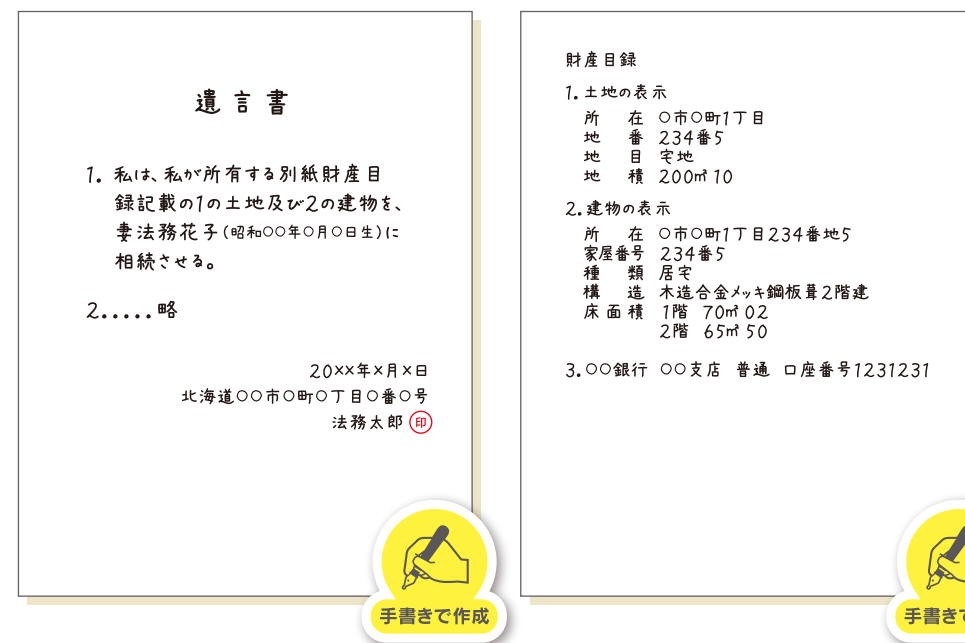 遺言書
1. 私は、私が所有する別紙財産目
録記載の1の土地及び2の建物を、
妻法務花子(昭和○○年○月○日生)に
相続させる。
2.....略
20××年×月×日
北海道○○市○町○丁目○番○号
法務太郎 印
手書きで作成
財産目録
1. 土地の表示
所 在 ○市○町1丁目
地 番 234番5
地 目 宅地
地 積 200㎡10
2. 建物の表示
所 在 ○市○町1丁目234番地5
家屋番号 234番5
種 類 居宅
構 造 木造合金メッキ鋼板葺2階建
床面積 1階 70㎡02
2階 65㎡50
3. ○○銀行 ○○支店 普通 口座番号1231231
手書きで